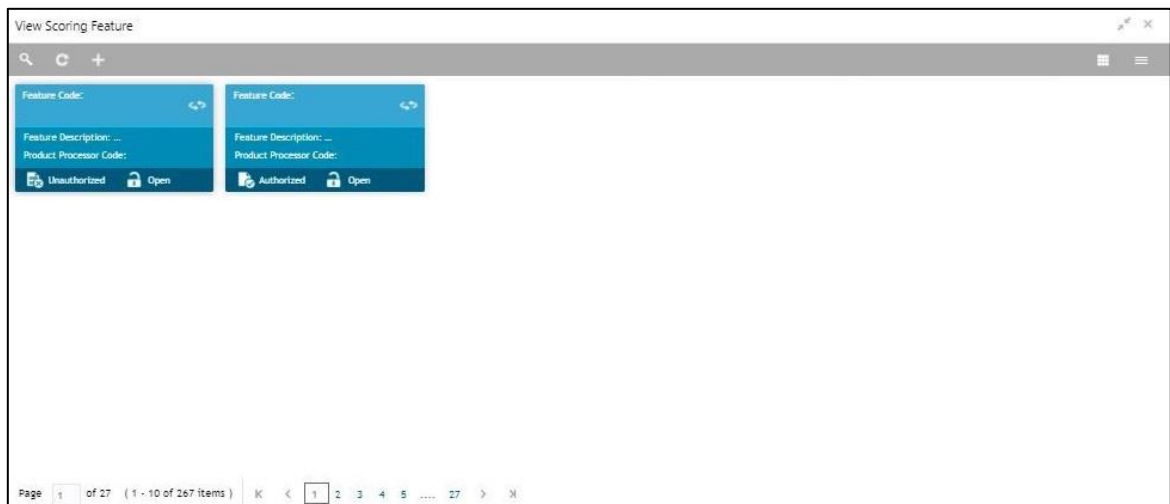 View Scoring Feature
Feature Code:
Feature Description: ...
Product Processor Code:
Unauthorized Open
Feature Code:
Feature Description: ...
Product Processor Code:
Authorized Open
Page 1 of 27 ( 1 - 10 of 267 items ) 1 2 3 4 5 .... 27